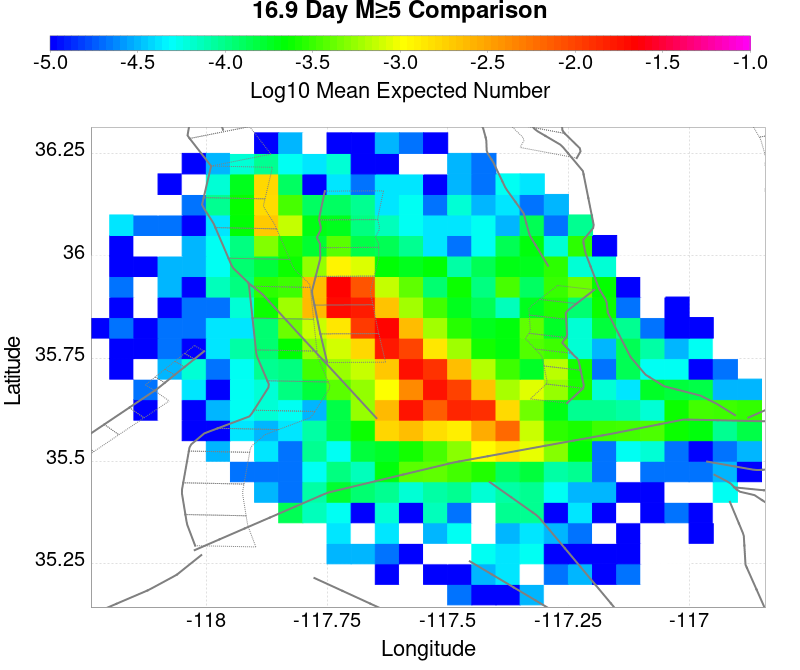 16.9 Day M≥5 Comparison
-5.0 -4.5 -4.0 -3.5 -3.0 -2.5 -2.0 -1.5 -1.0
Log10 Mean Expected Number
36.25
36
35.75
35.5
35.25
Latitude
-118 -117.75 -117.5 -117.25 -117
Longitude